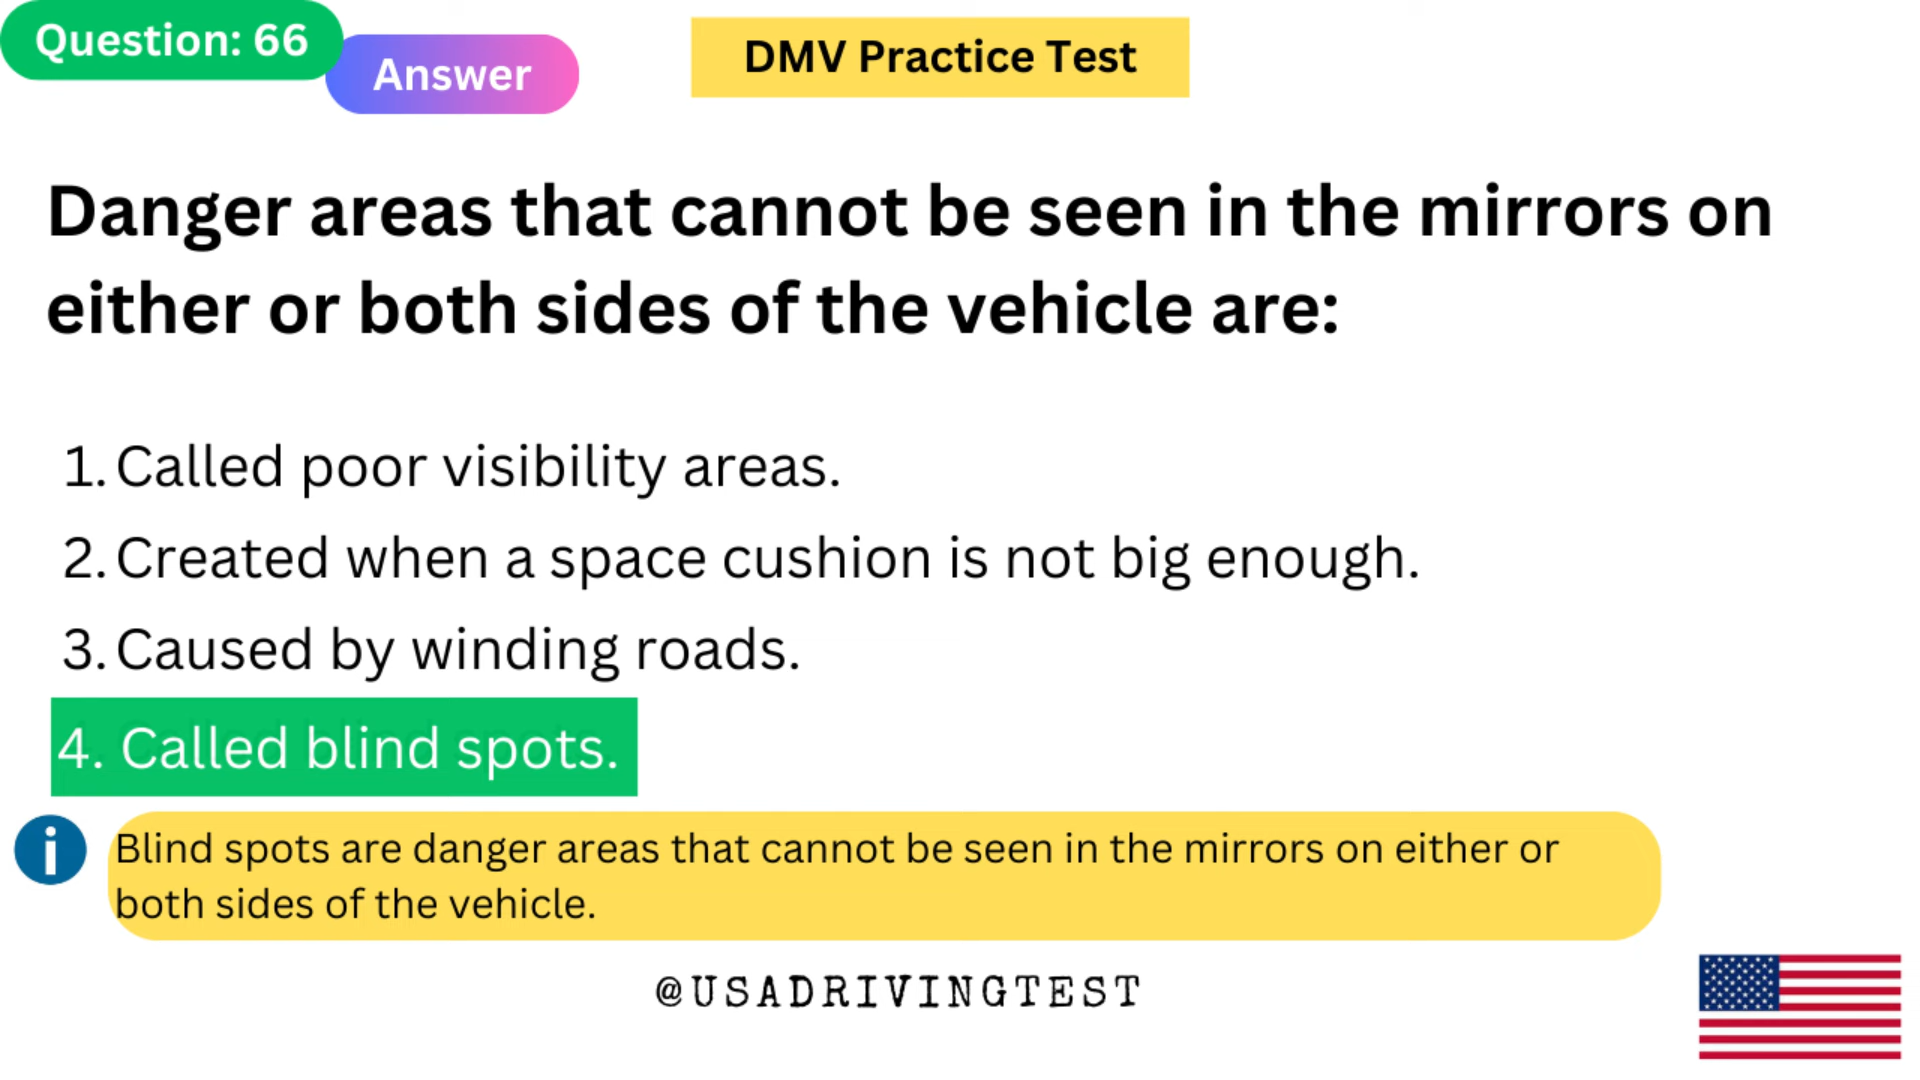 Question: 66
Answer
DMV Practice Test
Danger areas that cannot be seen in the mirrors on
either or both sides of the vehicle are:
1. Called poor visibility areas.
2. Created when a space cushion is not big enough.
3. Caused by winding roads.
4. Called blind spots.
i
Blind spots are danger areas that cannot be seen in the mirrors on either or
both sides of the vehicle.
@USADRIVINGTEST